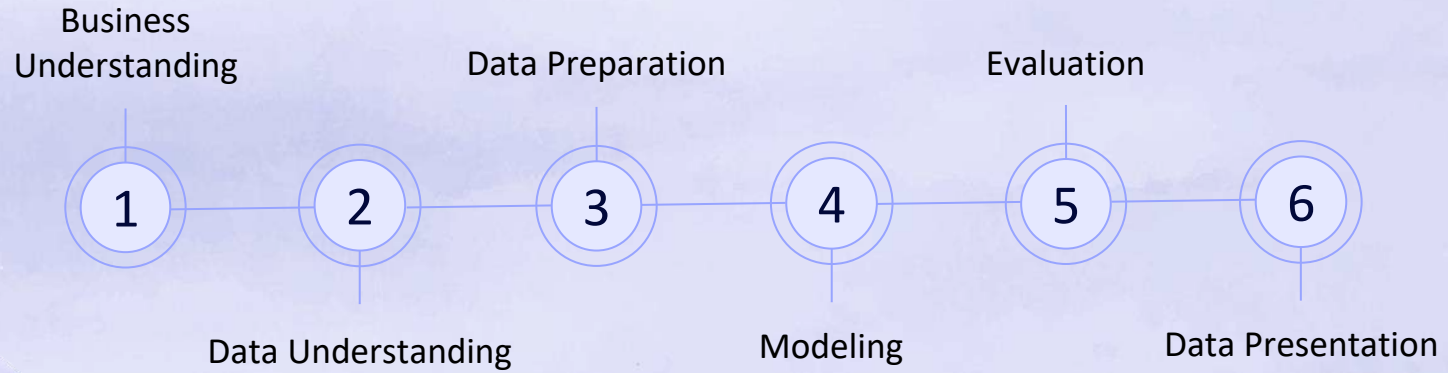 Business
Understanding
Data Preparation
Evaluation
1
2
3
4
5
6
Data Understanding
Modeling
Data Presentation